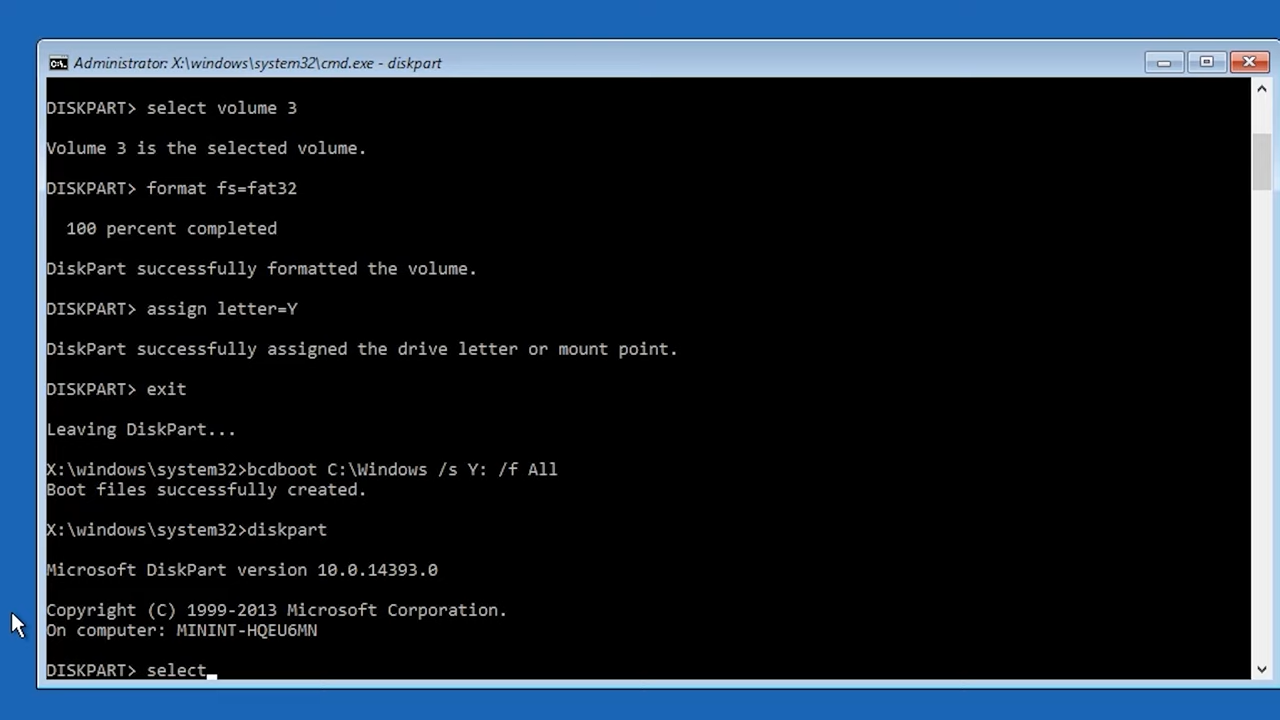 Administrator: X:\windows\system32\cmd.exe - diskpart
DISKPART> select volume 3
Volume 3 is the selected volume.
DISKPART> format fs=fat32
100 percent completed
DiskPart successfully formatted the volume.
DISKPART> assign letter=Y
DiskPart successfully assigned the drive letter or mount point.
DISKPART> exit
Leaving DiskPart...
X:\windows\system32>bcdboot C:\Windows /s Y: /f All
Boot files successfully created.
X:\windows\system32>diskpart
Microsoft DiskPart version 10.0.14393.0
Copyright (C) 1999-2013 Microsoft Corporation.
On computer: MININT-HQEU6MN
DISKPART> select